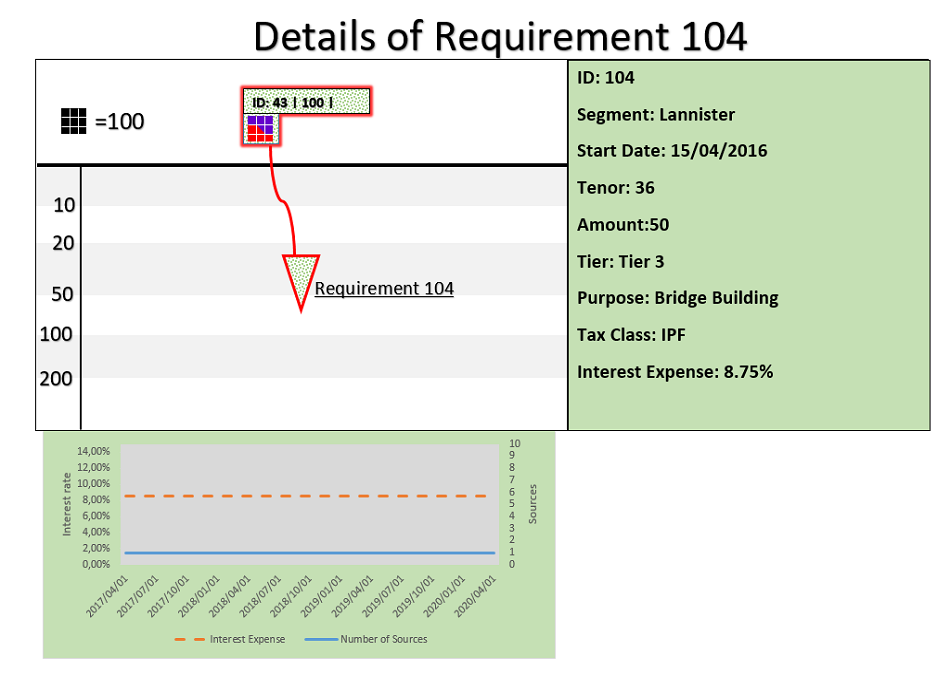 Details of Requirement 104
ID: 43 | 100 |
=100
10
20
50
100
200
Requirement 104
ID: 104
Segment: Lannister
Start Date: 15/04/2016
Tenor: 36
Amount:50
Tier: Tier 3
Purpose: Bridge Building
Tax Class: IPF
Interest Expense: 8.75%
Interest rate
14,00%
12,00%
10,00%
8,00%
6,00%
4,00%
2,00%
0,00%
10
9
8
7
6
5
4
3
2
1
0
Sources
2017/04/01
2017/07/01
2017/10/01
2018/01/01
2018/04/01
2018/07/01
2018/10/01
2019/01/01
2019/04/01
2019/07/01
2019/10/01
2020/01/01
2020/04/01
Interest Expense
Number of Sources